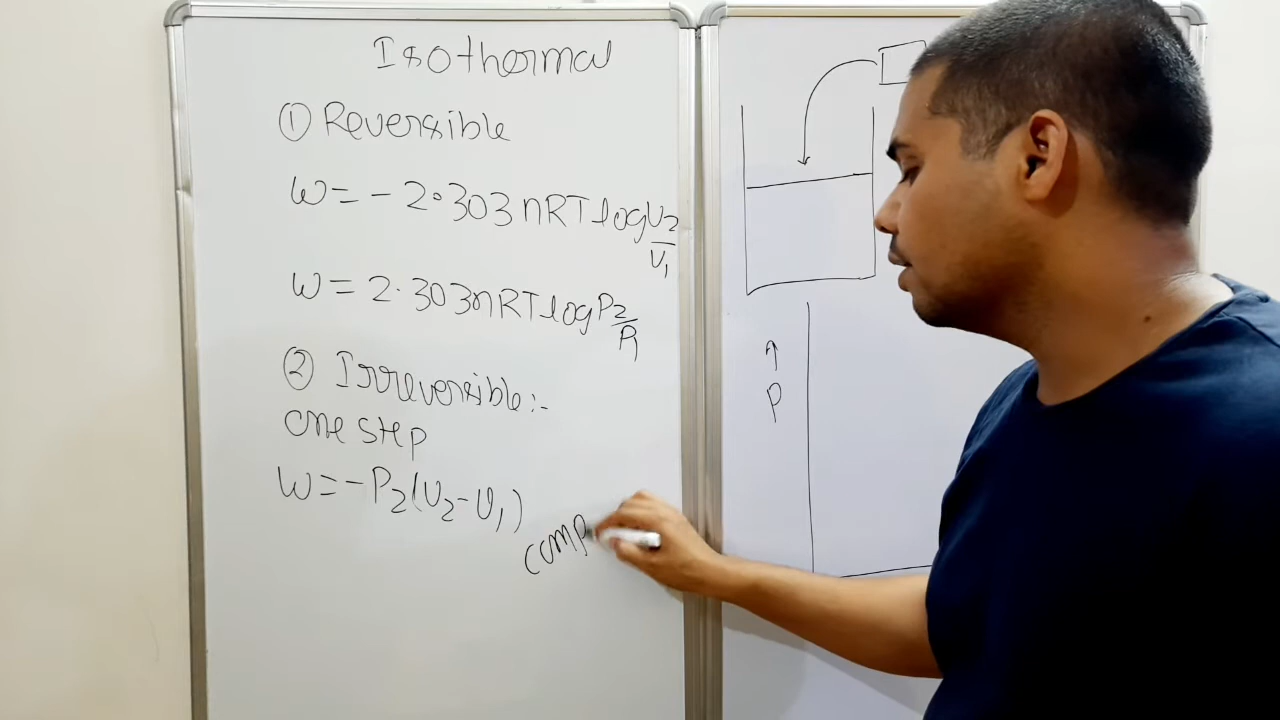 Isothermal
① Reversible
W = - 2.303 nRT log V2/V1
W = 2.303 nRT log P2/P1
② Irreversible:-
one step
W = -P2(V2-V1)
comp
↑
P